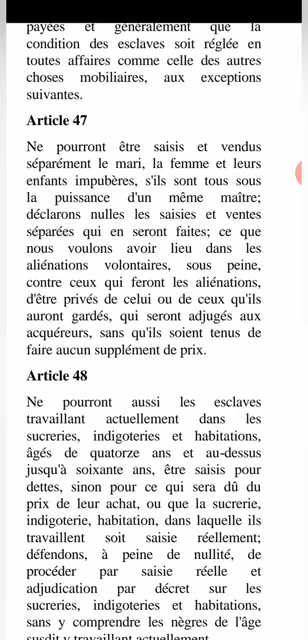 payées et généralement que la
condition des esclaves soit réglée en
toutes affaires comme celle des autres
choses mobiliaires, aux exceptions
suivantes.
Article 47
Ne pourront être saisis et vendus
séparément le mari, la femme et leurs
enfants impubères, s'ils sont tous sous
la puissance d'un même maître;
déclarons nulles les saisies et ventes
séparées qui en seront faites; ce que
nous voulons avoir lieu dans les
aliénations volontaires, sous peine,
contre ceux qui feront les aliénations,
d'être privés de celui ou de ceux qu'ils
auront gardés, qui seront adjugés aux
acquéreurs, sans qu'ils soient tenus de
faire aucun supplément de prix.
Article 48
Ne pourront aussi les esclaves
travaillant actuellement dans les
sucreries, indigoteries et habitations,
âgés de quatorze ans et au-dessus
jusqu'à soixante ans, être saisis pour
dettes, sinon pour ce qui sera dû du
prix de leur achat, ou que la sucrerie,
indigoterie, habitation, dans laquelle ils
travaillent soit saisie réellement;
défendons, à peine de nullité, de
procéder par saisie réelle et
adjudication par décret sur les
sucreries, indigoteries et habitations,
sans y comprendre les nègres de l'âge
susdit y travaillant actuellement.